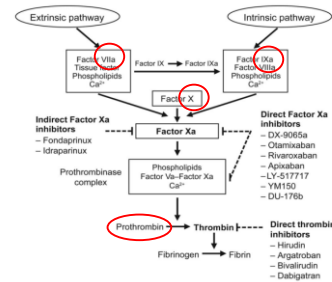 Extrinsic pathway
Intrinsic pathway
Factor VIIa
Tissue factor
Phospholipids
Ca²⁺
Factor IX → Factor IXa
Factor IXa
Factor VIIIa
Phospholipids
Ca²⁺
Factor X
Indirect Factor Xa
inhibitors
– Fondaprinux
– Idraparinux
Factor Xa
Direct Factor Xa
inhibitors
– DX-9065a
– Otamixaban
– Rivaroxaban
– Apixaban
– LY-517717
– YM150
– DU-176b
Prothrombinase
complex
Phospholipids
Factor Va–Factor Xa
Ca²⁺
Prothrombin
Thrombin
Fibrinogen
Fibrin
Direct thrombin
inhibitors
– Hirudin
– Argatroban
– Bivalirudin
– Dabigatran